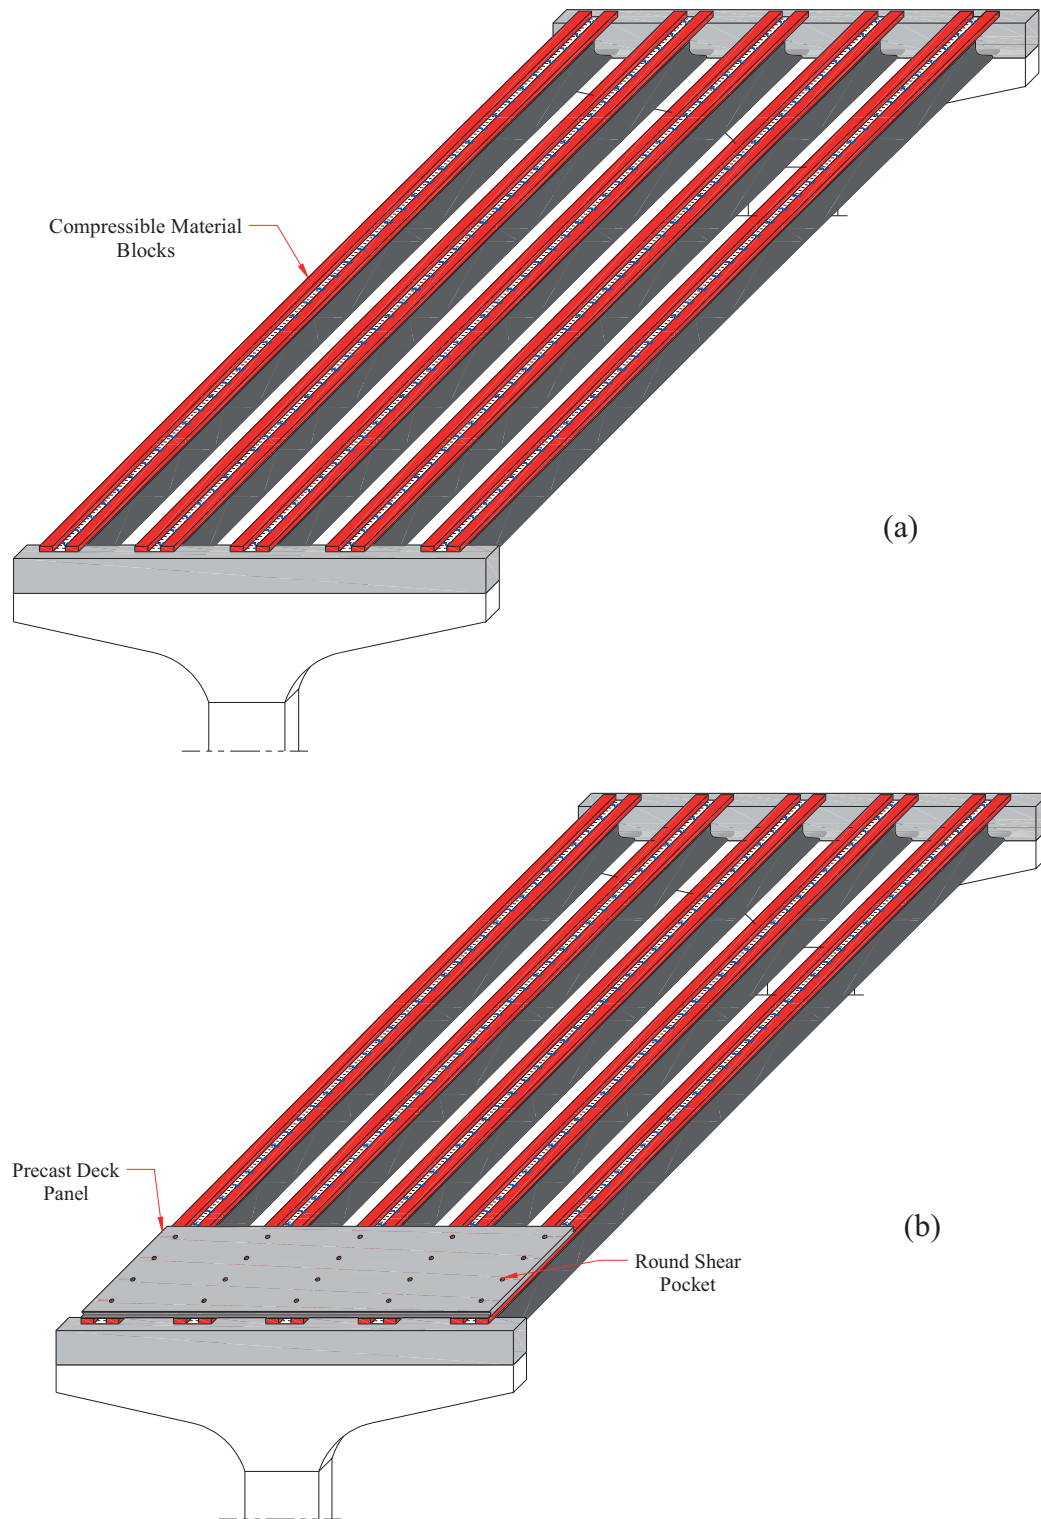 Compressible Material
Blocks
(a)
Precast Deck
Panel
(b)
Round Shear
Pocket